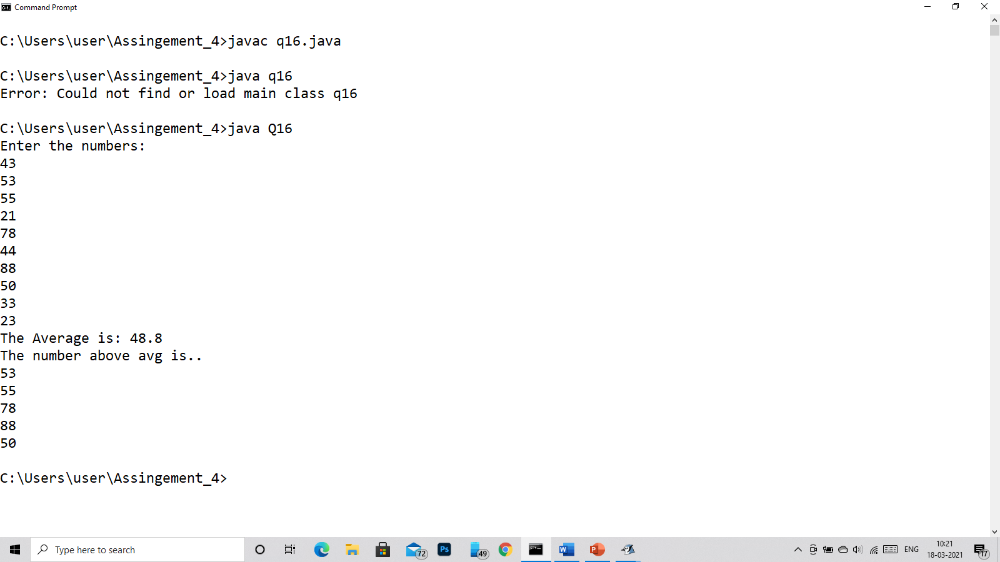 Command Prompt
C:\Users\user\Assingement_4>javac q16.java
C:\Users\user\Assingement_4>java q16
Error: Could not find or load main class q16
C:\Users\user\Assingement_4>java Q16
Enter the numbers:
43
53
55
21
78
44
88
50
33
23
The Average is: 48.8
The number above avg is..
53
55
78
88
50
C:\Users\user\Assingement_4>
Type here to search
72
Ps
49
W
P
ENG
10:21
18-03-2021
17